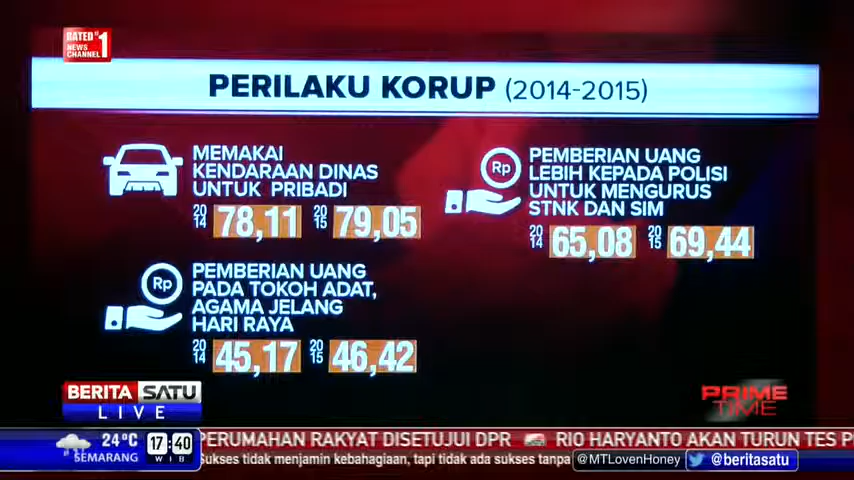 RATED #1
NEWS
CHANNEL
PERILAKU KORUP (2014-2015)
MEMAKAI
KENDARAAN DINAS
UNTUK PRIBADI
2014 78,11 2015 79,05
Rp
PEMBERIAN UANG
LEBIH KEPADA POLISI
UNTUK MENGURUS
STNK DAN SIM
2014 65,08 2015 69,44
Rp
PEMBERIAN UANG
PADA TOKOH ADAT,
AGAMA JELANG
HARI RAYA
2014 45,17 2015 46,42
BERITA SATU
LIVE
PRIME
TIME
24°C
SEMARANG
17:40
WIB
PERUMAHAN RAKYAT DISETUJUI DPR RIO HARYANTO AKAN TURUN TES P
Sukses tidak menjamin kebahagiaan, tapi tidak ada sukses tanpa @MTLovenHoney @beritasatu